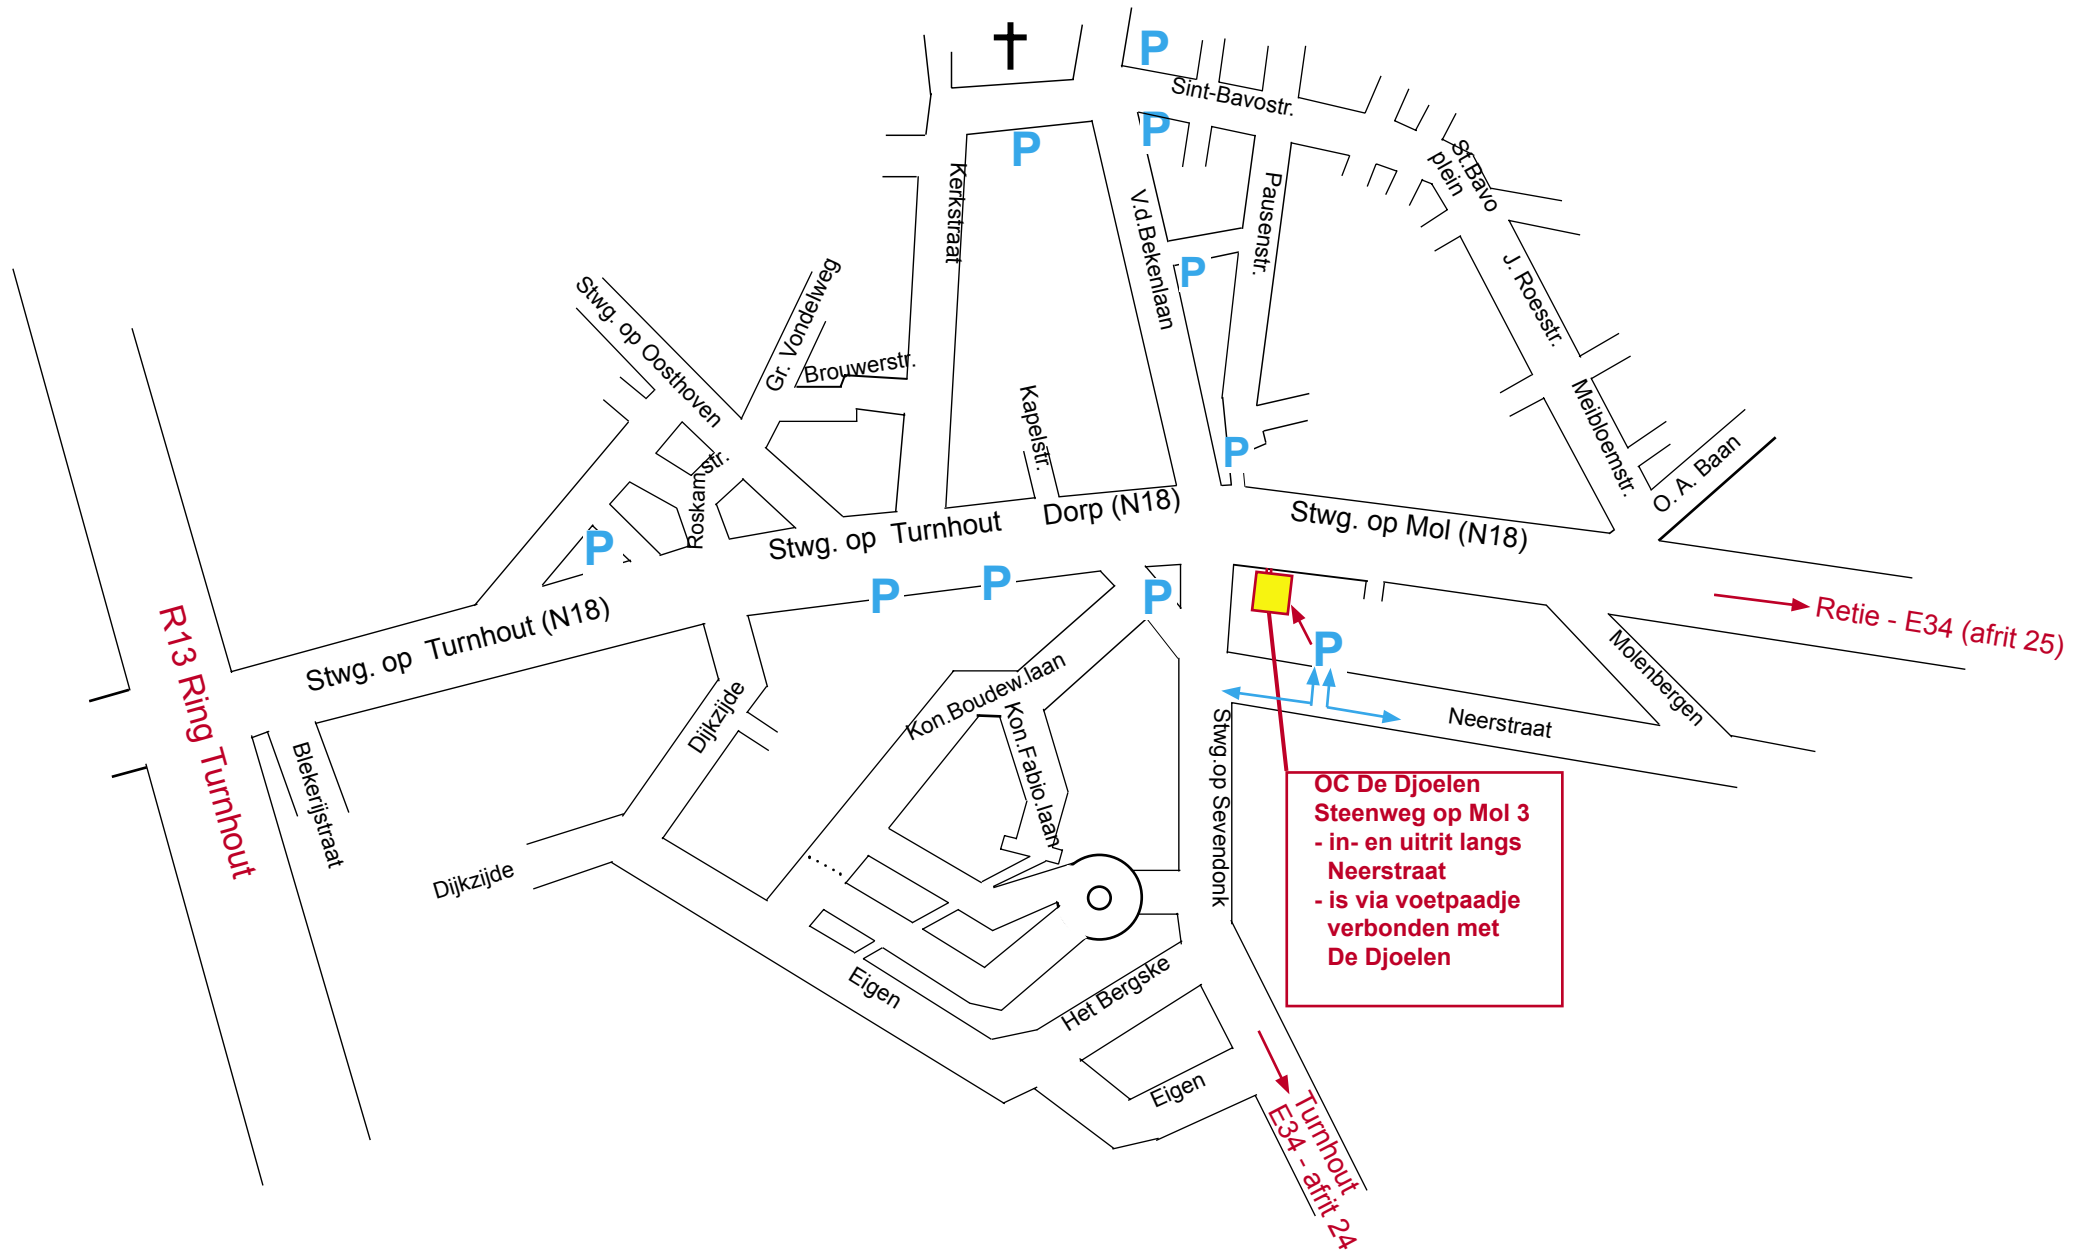 P
Sint-Bavostr.
P
P
St.Bavo
plein
Kerkstraat
V.d.Bekenlaan
Pausenstr.
P
J. Roesstr.
Stwg. op Oosthoven
Gr. Vondelweg
Brouwerstr.
Kapelstr.
Meibloemstr.
O. A. Baan
P
Roskamstr.
P
Stwg. op Turnhout
Dorp (N18)
Stwg. op Mol (N18)
P
P
P
P
Retie - E34 (afrit 25)
R13 Ring Turnhout
Stwg. op Turnhout (N18)
Molenbergen
Kon.Boudew.laan
Kon.Fabio.laan
Dijkzijde
Neerstraat
Stwg.op Sevendonk
Blekerijstraat
OC De Djoelen
Steenweg op Mol 3
- in- en uitrit langs
Neerstraat
- is via voetpaadje
verbonden met
De Djoelen
Dijkzijde
Eigen
Het Bergske
Eigen
Turnhout
E34 - afrit 24